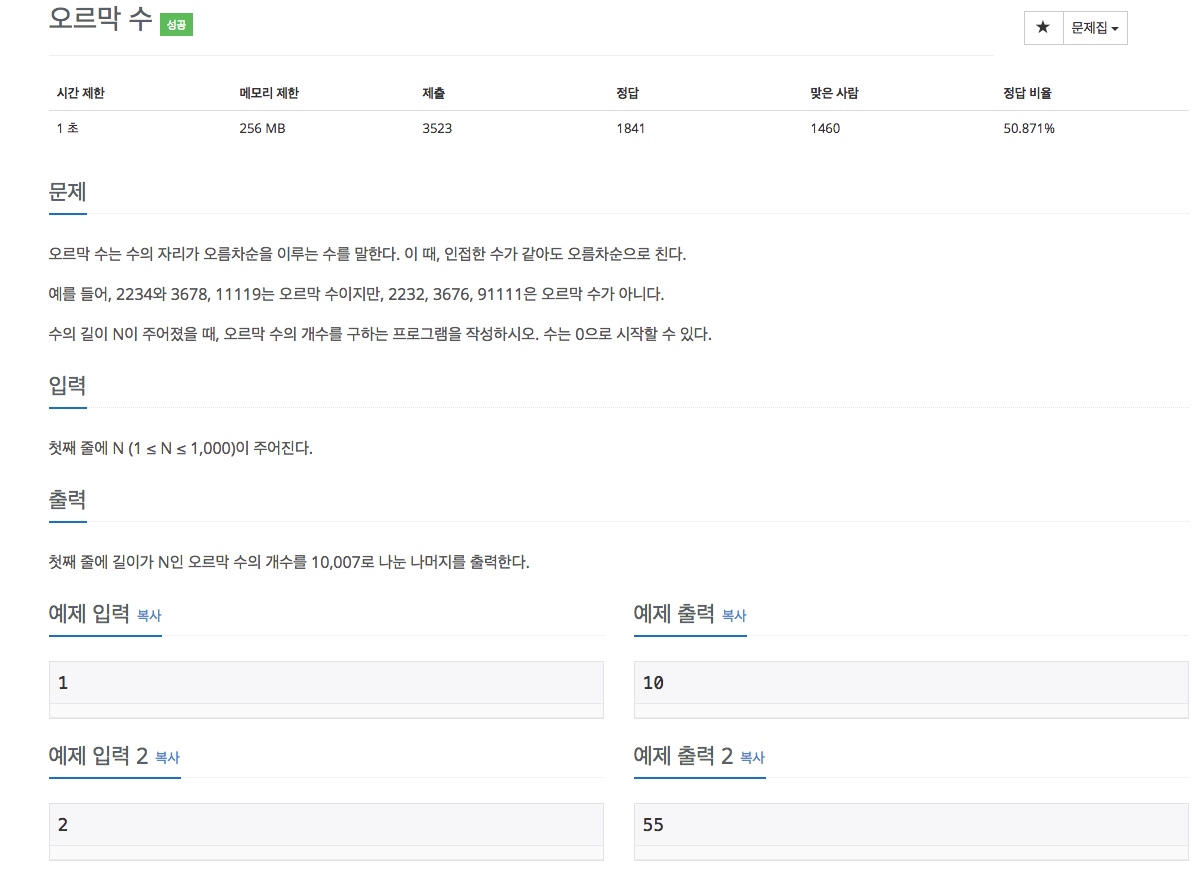 오르막 수 성공
★ 문제집
시간 제한 메모리 제한 제출 정답 맞은 사람 정답 비율
1 초 256 MB 3523 1841 1460 50.871%
문제
오르막 수는 수의 자리가 오름차순을 이루는 수를 말한다. 이 때, 인접한 수가 같아도 오름차순으로 친다.
예를 들어, 2234와 3678, 11119는 오르막 수이지만, 2232, 3676, 91111은 오르막 수가 아니다.
수의 길이 N이 주어졌을 때, 오르막 수의 개수를 구하는 프로그램을 작성하시오. 수는 0으로 시작할 수 있다.
입력
첫째 줄에 N (1 ≤ N ≤ 1,000)이 주어진다.
출력
첫째 줄에 길이가 N인 오르막 수의 개수를 10,007로 나눈 나머지를 출력한다.
예제 입력 복사
예제 출력 복사
1
10
예제 입력 2 복사
예제 출력 2 복사
2
55